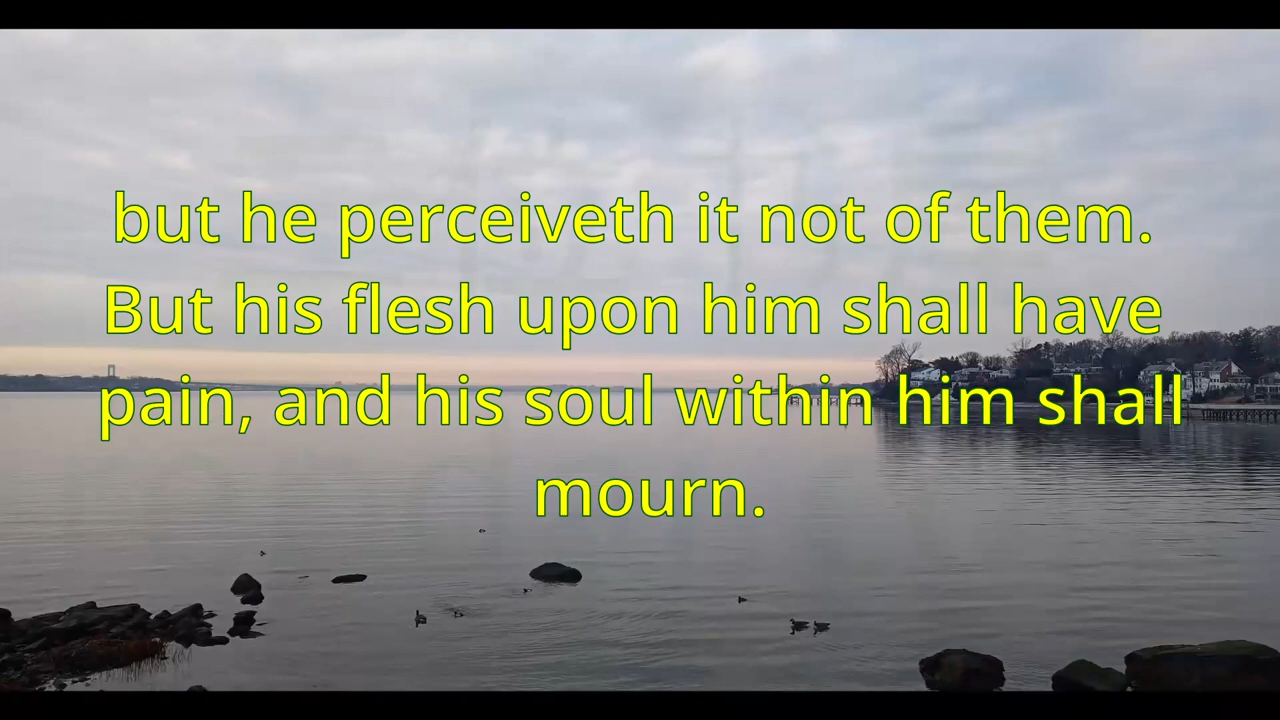 but he perceiveth it not of them.
But his flesh upon him shall have
pain, and his soul within him shall
mourn.